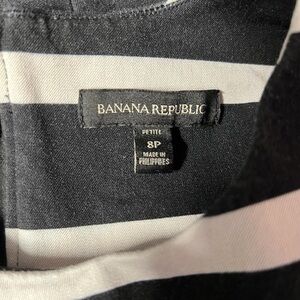 BANANA REPUBLIC
PETITE
8P
MADE IN
PHILIPPINES